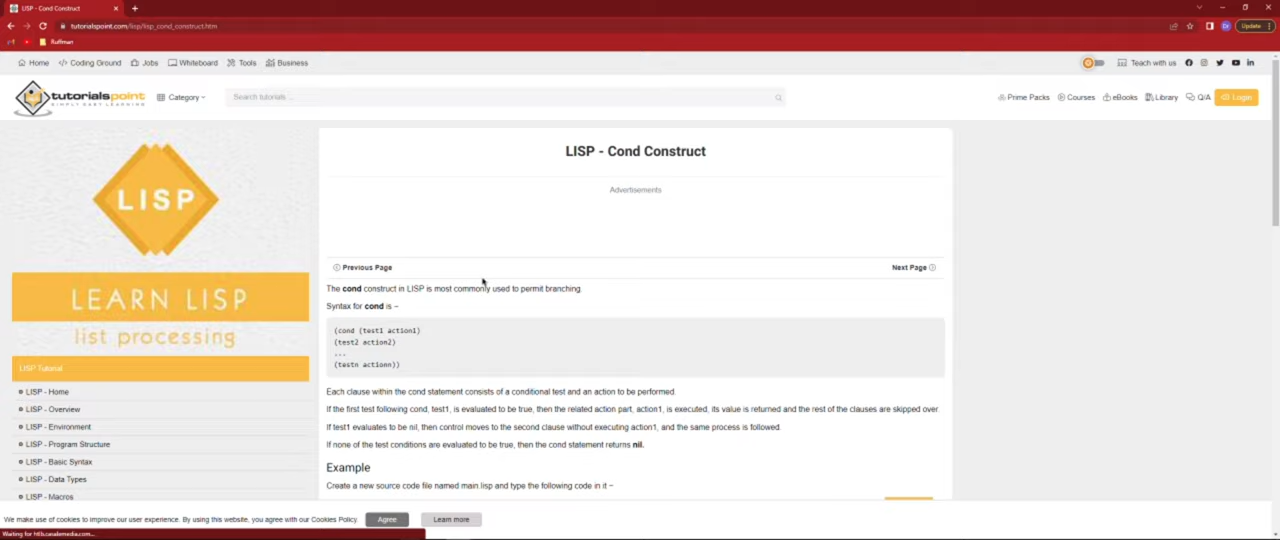 LISP - Cond Construct
tutorialspoint.com/lisp/lisp_cond_construct.htm
Update
Ruffman
Home
Coding Ground
Jobs
Whiteboard
Tools
Business
Teach with us
tutorialspoint
SIMPLY EASY LEARNING
Category
Search tutorials ...
Prime Packs
Courses
eBooks
Library
Q/A
Login
LISP
LEARN LISP
list processing
LISP Tutorial
LISP - Home
LISP - Overview
LISP - Environment
LISP - Program Structure
LISP - Basic Syntax
LISP - Data Types
LISP - Macros
LISP - Cond Construct
Advertisements
Previous Page
Next Page
The cond construct in LISP is most commonly used to permit branching.
Syntax for cond is −
(cond (test1 action1)
(test2 action2)
...
(testn actionn))
Each clause within the cond statement consists of a conditional test and an action to be performed.
If the first test following cond, test1, is evaluated to be true, then the related action part, action1, is executed, its value is returned and the rest of the clauses are skipped over.
If test1 evaluates to be nil, then control moves to the second clause without executing action1, and the same process is followed.
If none of the test conditions are evaluated to be true, then the cond statement returns nil.
Example
Create a new source code file named main.lisp and type the following code in it −
We make use of cookies to improve our user experience. By using this website, you agree with our Cookies Policy.
Agree
Learn more